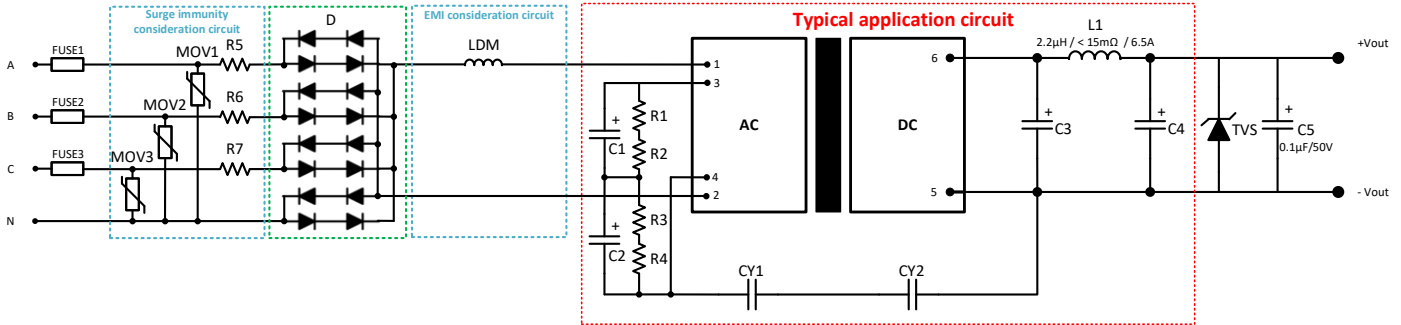 Surge immunity
consideration circuit
D
EMI consideration circuit
Typical application circuit
L1
2.2µH / < 15mΩ / 6.5A
FUSE1
MOV1
R5
LDM
A
1
6
+Vout
3
FUSE2
MOV2
R6
R1
B
AC
DC
C1
+
R2
+
C3
+
C4
TVS
+
C5
0.1µF/50V
FUSE3
MOV3
R7
C
4
2
5
- Vout
N
+
C2
R3
R4
CY1
CY2